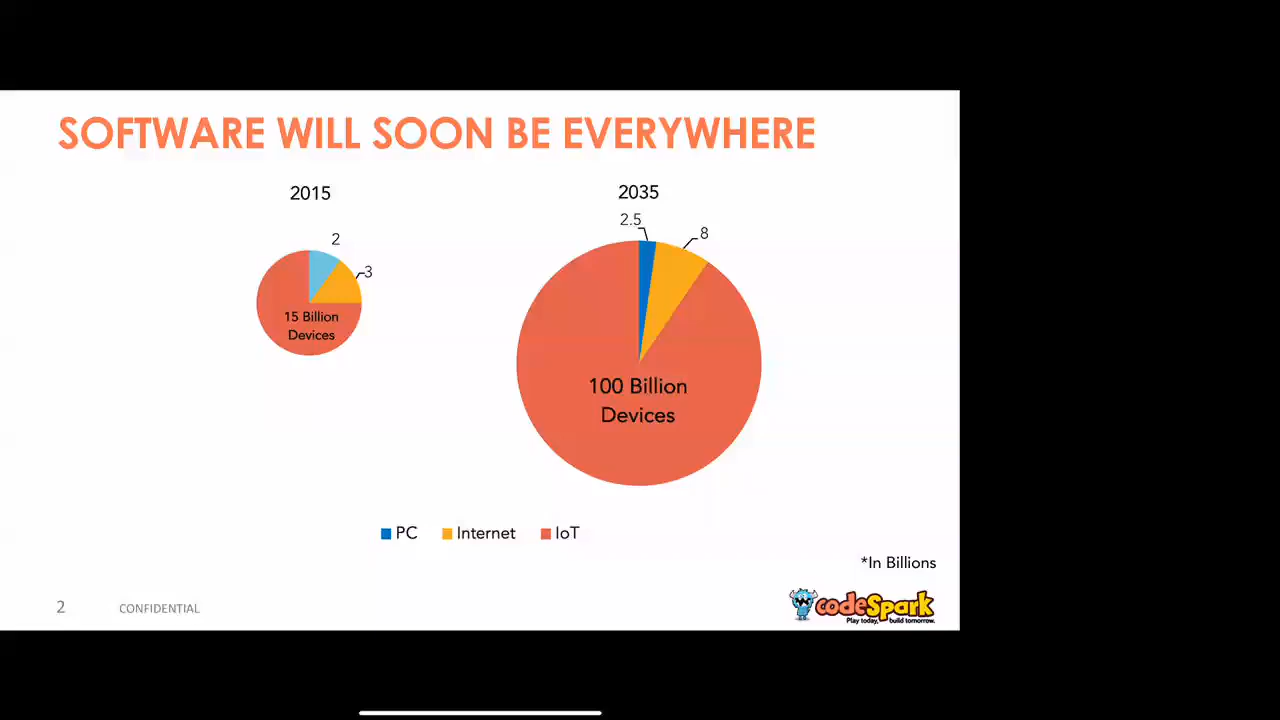 SOFTWARE WILL SOON BE EVERYWHERE
2015
2
3
15 Billion
Devices
2035
2.5
8
100 Billion
Devices
PC
Internet
IoT
*In Billions
2
CONFIDENTIAL
codeSpark
Play today, build tomorrow.